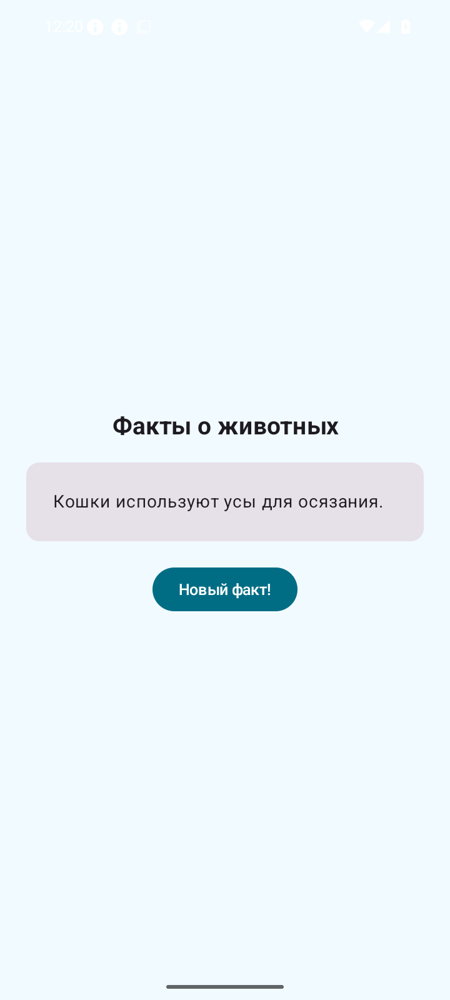 12:20
Факты о животных
Кошки используют усы для осязания.
Новый факт!